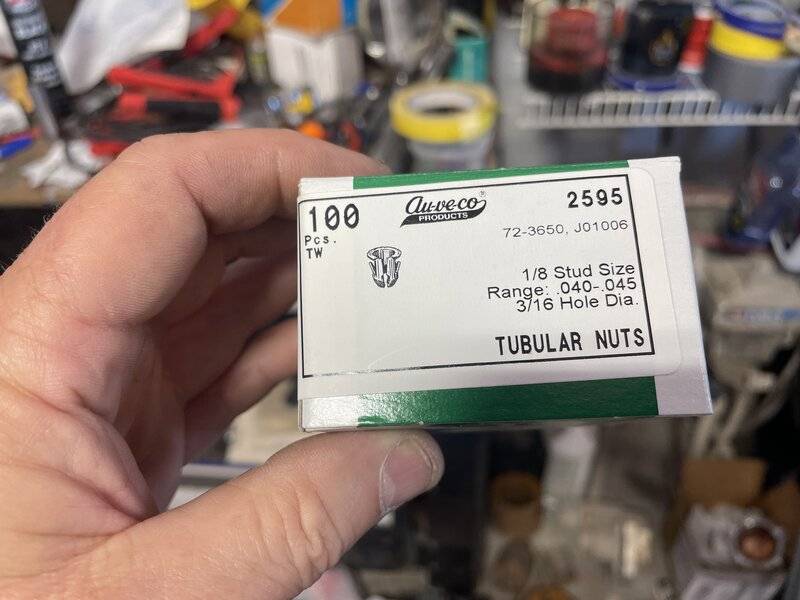 100
Pcs.
TW
Au-ve-co®
PRODUCTS
2595
72-3650, J01006
1/8 Stud Size
Range: .040-.045
3/16 Hole Dia.
TUBULAR NUTS